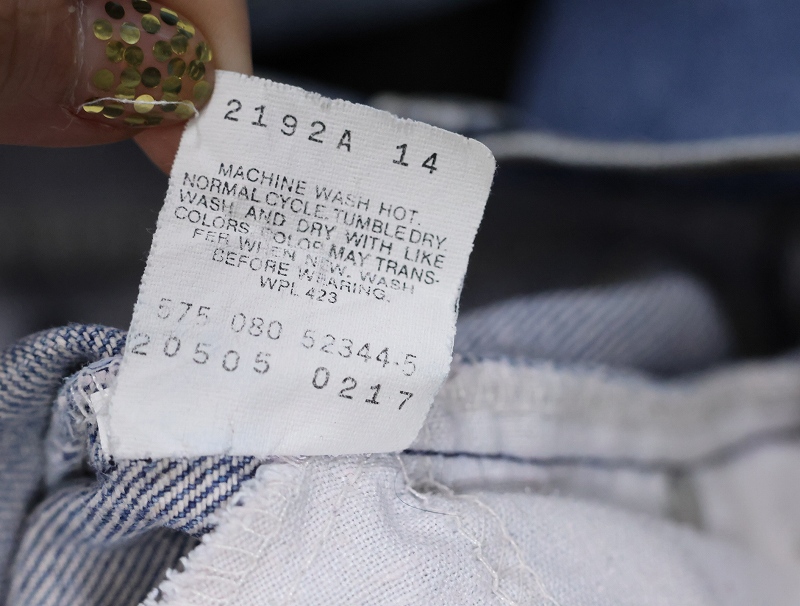 2192A 14
MACHINE WASH HOT.
NORMAL CYCLE. TUMBLE DRY.
WASH AND DRY WITH LIKE
COLORS COLOR MAY TRANS-
FER WHEN NEW. WASH
BEFORE WEARING.
WPL 423
575 080 52344-5
20505 0217